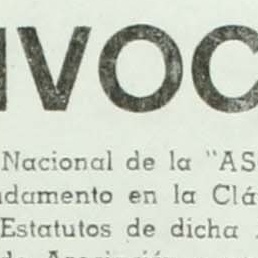 IVOC
Nacional de la "AS
ndamento en la Clá
Estatutos de dicha